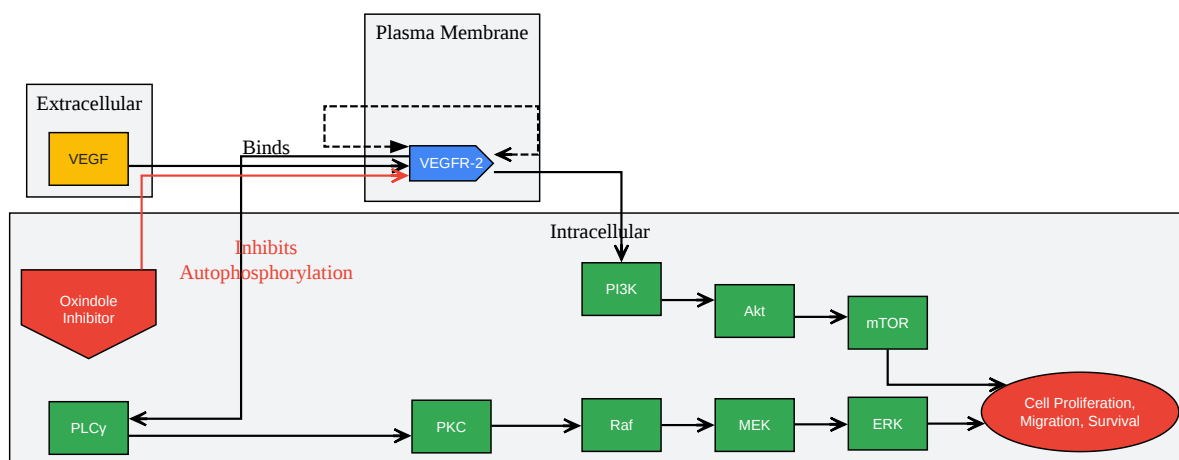 Plasma Membrane
Extracellular
VEGF
Binds
VEGFR-2
Intracellular
Inhibits
Autophosphorylation
Oxindole
Inhibitor
PI3K
Akt
mTOR
PLCγ
PKC
Raf
MEK
ERK
Cell Proliferation,
Migration, Survival